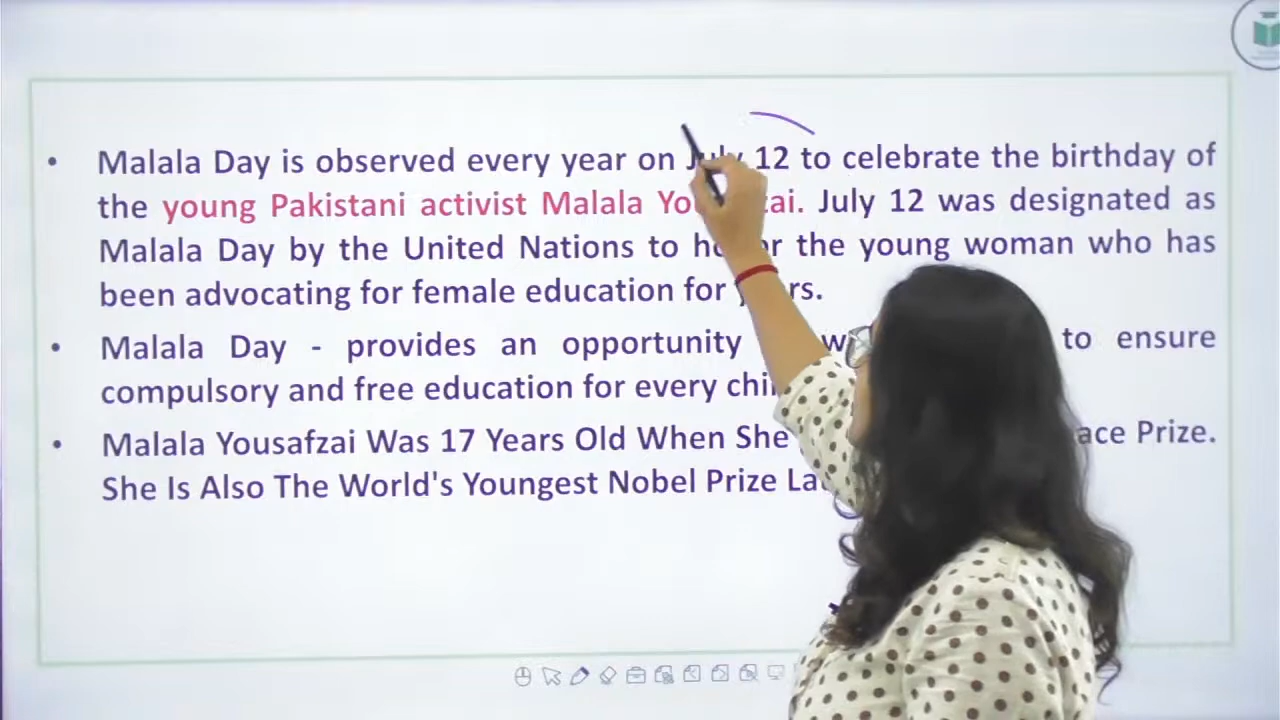 • Malala Day is observed every year on July 12 to celebrate the birthday of
the young Pakistani activist Malala Yo zai. July 12 was designated as
Malala Day by the United Nations to the young woman who has
been advocating for female education for
• Malala Day - provides an opportunity to ensure
compulsory and free education for every
• Malala Yousafzai Was 17 Years Old When She Prize.
She Is Also The World's Youngest Nobel Prize